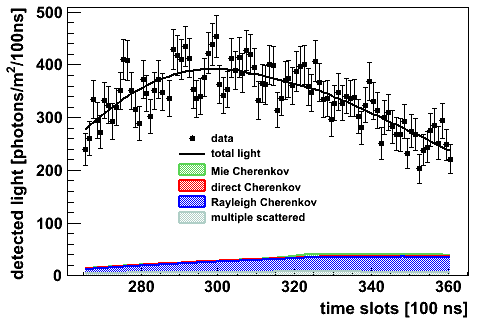 detected light [photons/m²/100ns]
500
400
300
200
100
0
data
total light
Mie Cherenkov
direct Cherenkov
Rayleigh Cherenkov
multiple scattered
280 300 320 340 360
time slots [100 ns]